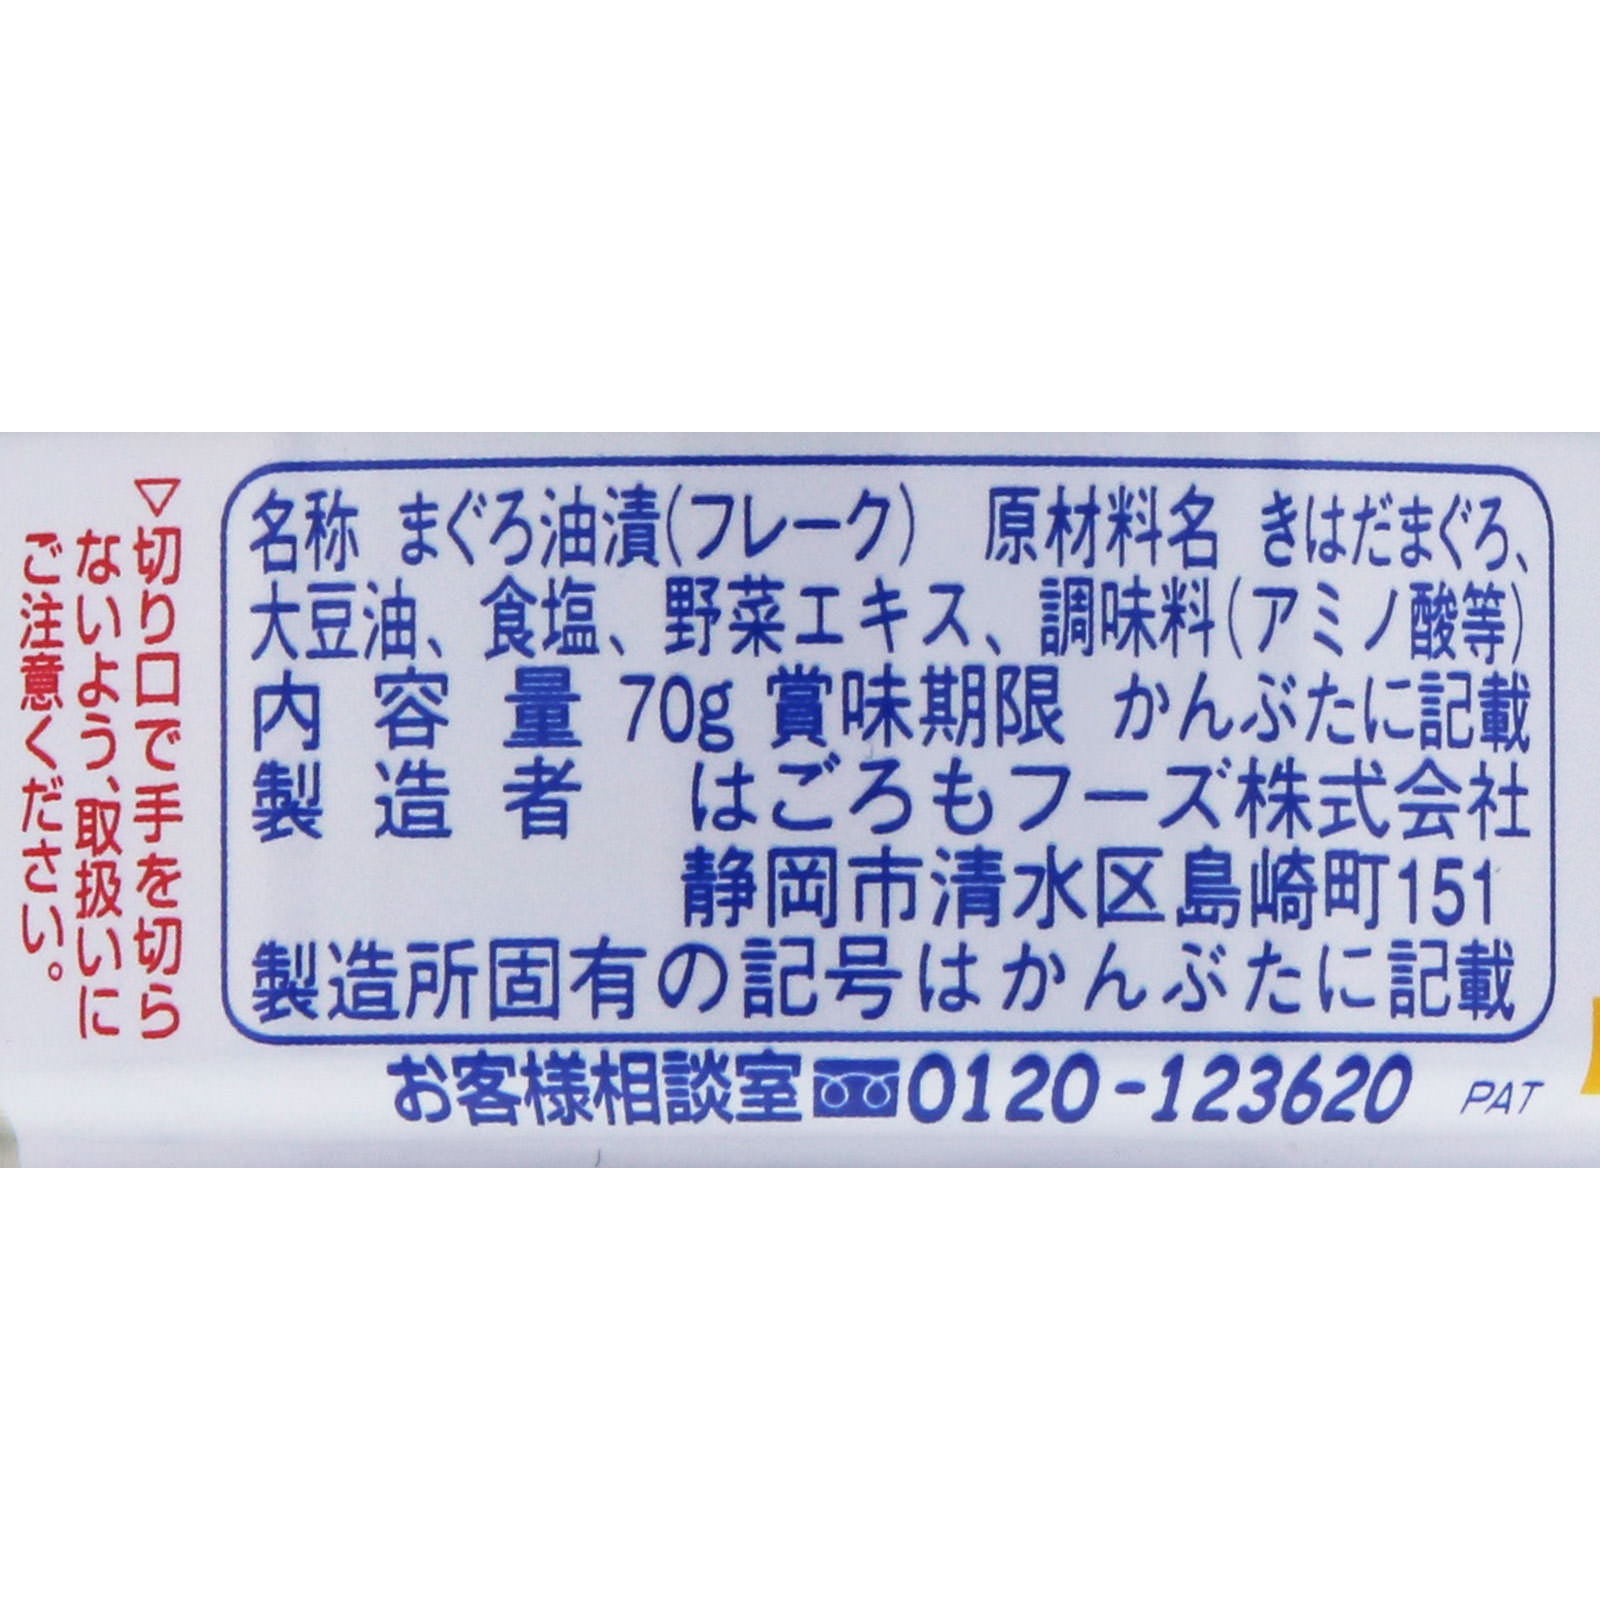 ▽切り口で手を切ら
ないよう、取扱いに
ご注意ください。
名称 まぐろ油漬(フレーク) 原材料名 きはだまぐろ、
大豆油、食塩、野菜エキス、調味料(アミノ酸等)
内容量 70g 賞味期限 かんぶたに記載
製造者 はごろもフーズ株式会社
静岡市清水区島崎町151
製造所固有の記号はかんぶたに記載
お客様相談室 0120-123620 PAT